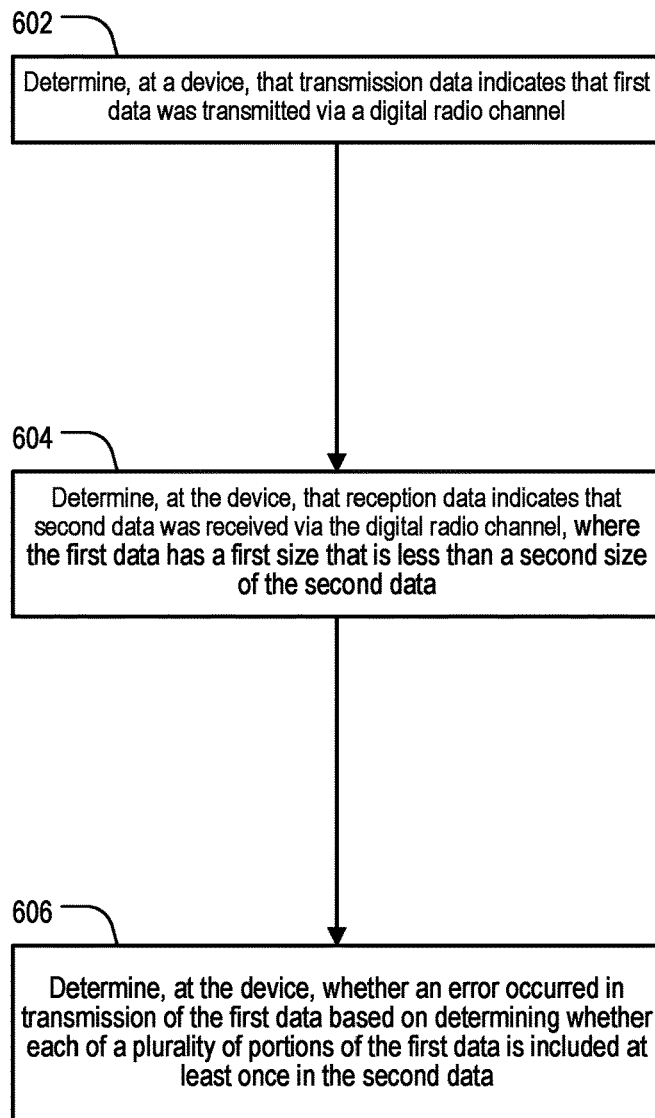 602
Determine, at a device, that transmission data indicates that first
data was transmitted via a digital radio channel
604
Determine, at the device, that reception data indicates that
second data was received via the digital radio channel, where
the first data has a first size that is less than a second size
of the second data
606
Determine, at the device, whether an error occurred in
transmission of the first data based on determining whether
each of a plurality of portions of the first data is included at
least once in the second data